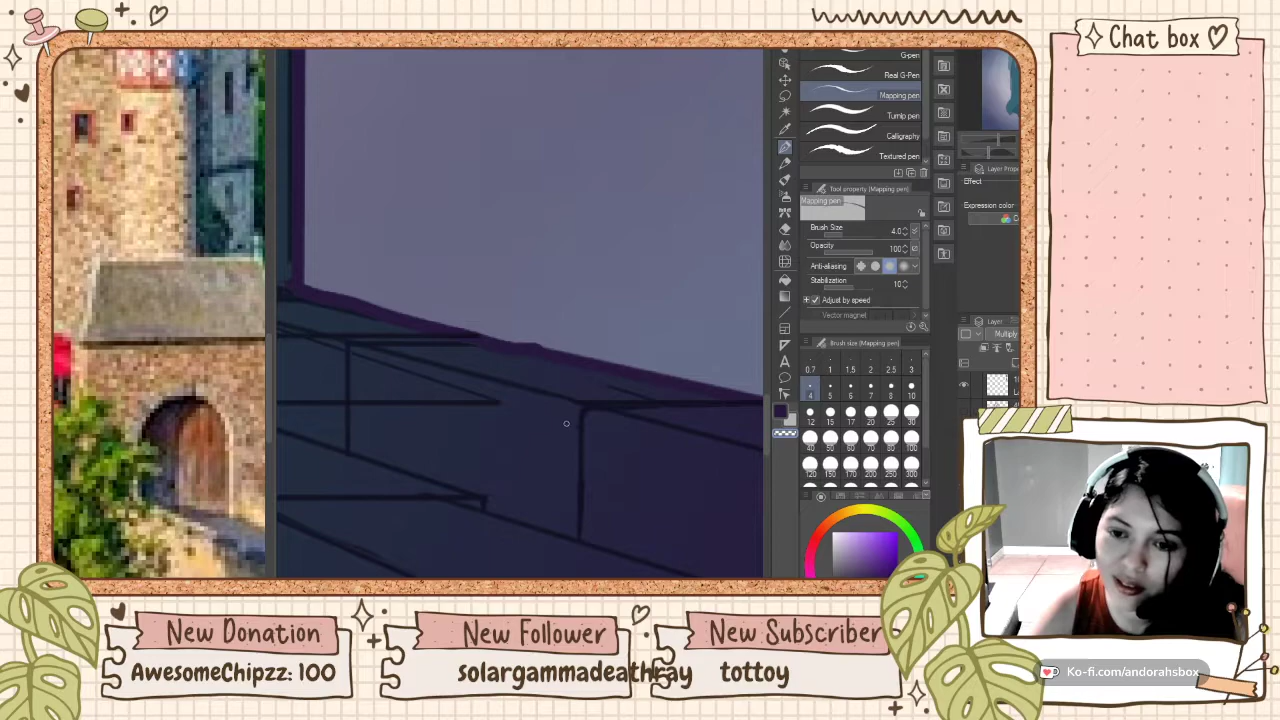 Chat box
G-pen
Real G-Pen
Mapping pen
Turnip pen
Calligraphy
Textured pen
Tool property (Mapping pen)
Mapping pen
Brush Size 4.0
Opacity 100
Anti-aliasing
Stabilization 10
Adjust by speed
Vector magnet
Brush size (Mapping pen)
0.7 1 1.5 2 2.5 3
4 5 6 7 8 10
12 15 17 20 25 30
40 50 60 70 80 100
120 150 170 200 250 300
Effect
Expression color
Layer
Multiply
New Donation
AwesomeChipzz: 100
New Follower
solargammadeathray
New Subscriber
tottoy
Ko-fi.com/andorahsbox